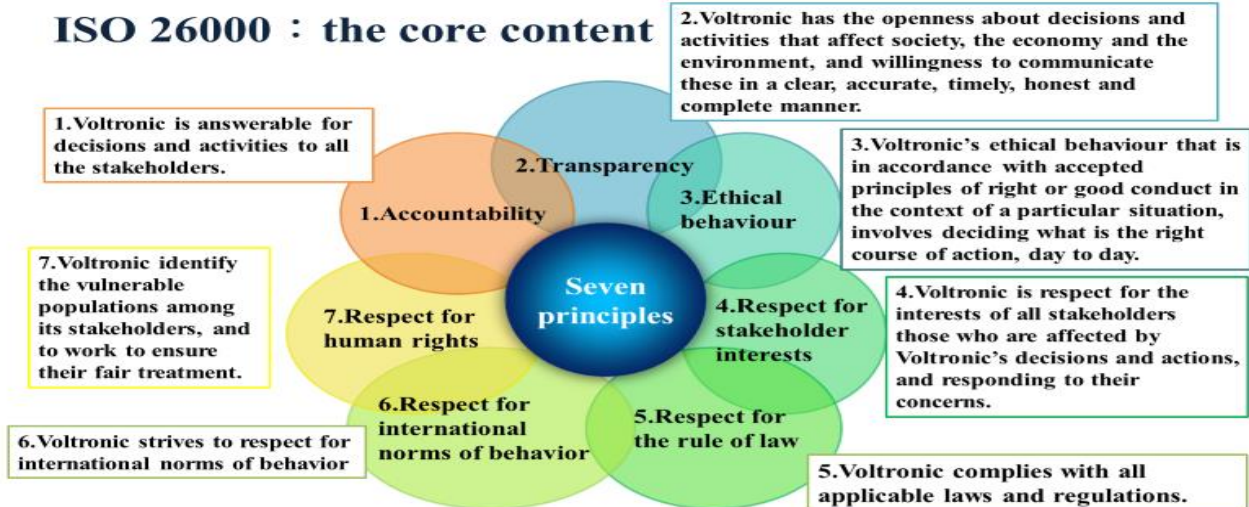 ISO 26000：the core content
1.Voltronic is answerable for
decisions and activities to all
the stakeholders.
2.Voltronic has the openness about decisions and
activities that affect society, the economy and the
environment, and willingness to communicate
these in a clear, accurate, timely, honest and
complete manner.
3.Voltronic's ethical behaviour that is
in accordance with accepted
principles of right or good conduct in
the context of a particular situation,
involves deciding what is the right
course of action, day to day.
4.Voltronic is respect for the
interests of all stakeholders
those who are affected by
Voltronic's decisions and actions,
and responding to their
concerns.
5.Voltronic complies with all
applicable laws and regulations.
6.Voltronic strives to respect for
international norms of behavior
7.Voltronic identify
the vulnerable
populations among
its stakeholders, and
to work to ensure
their fair treatment.
Seven
principles
1.Accountability
2.Transparency
3.Ethical
behaviour
4.Respect for
stakeholder
interests
5.Respect for
the rule of law
6.Respect for
international
norms of behavior
7.Respect for
human rights